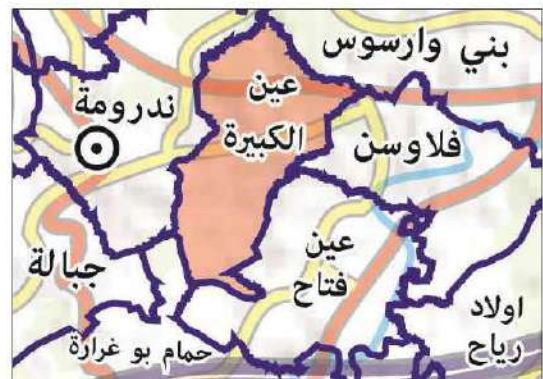 بني وارسوس
عين
الكبيرة
ندرومة
فلاوسن
عين
فتاح
جبالة
اولاد
رياح
حمام بو غرارة